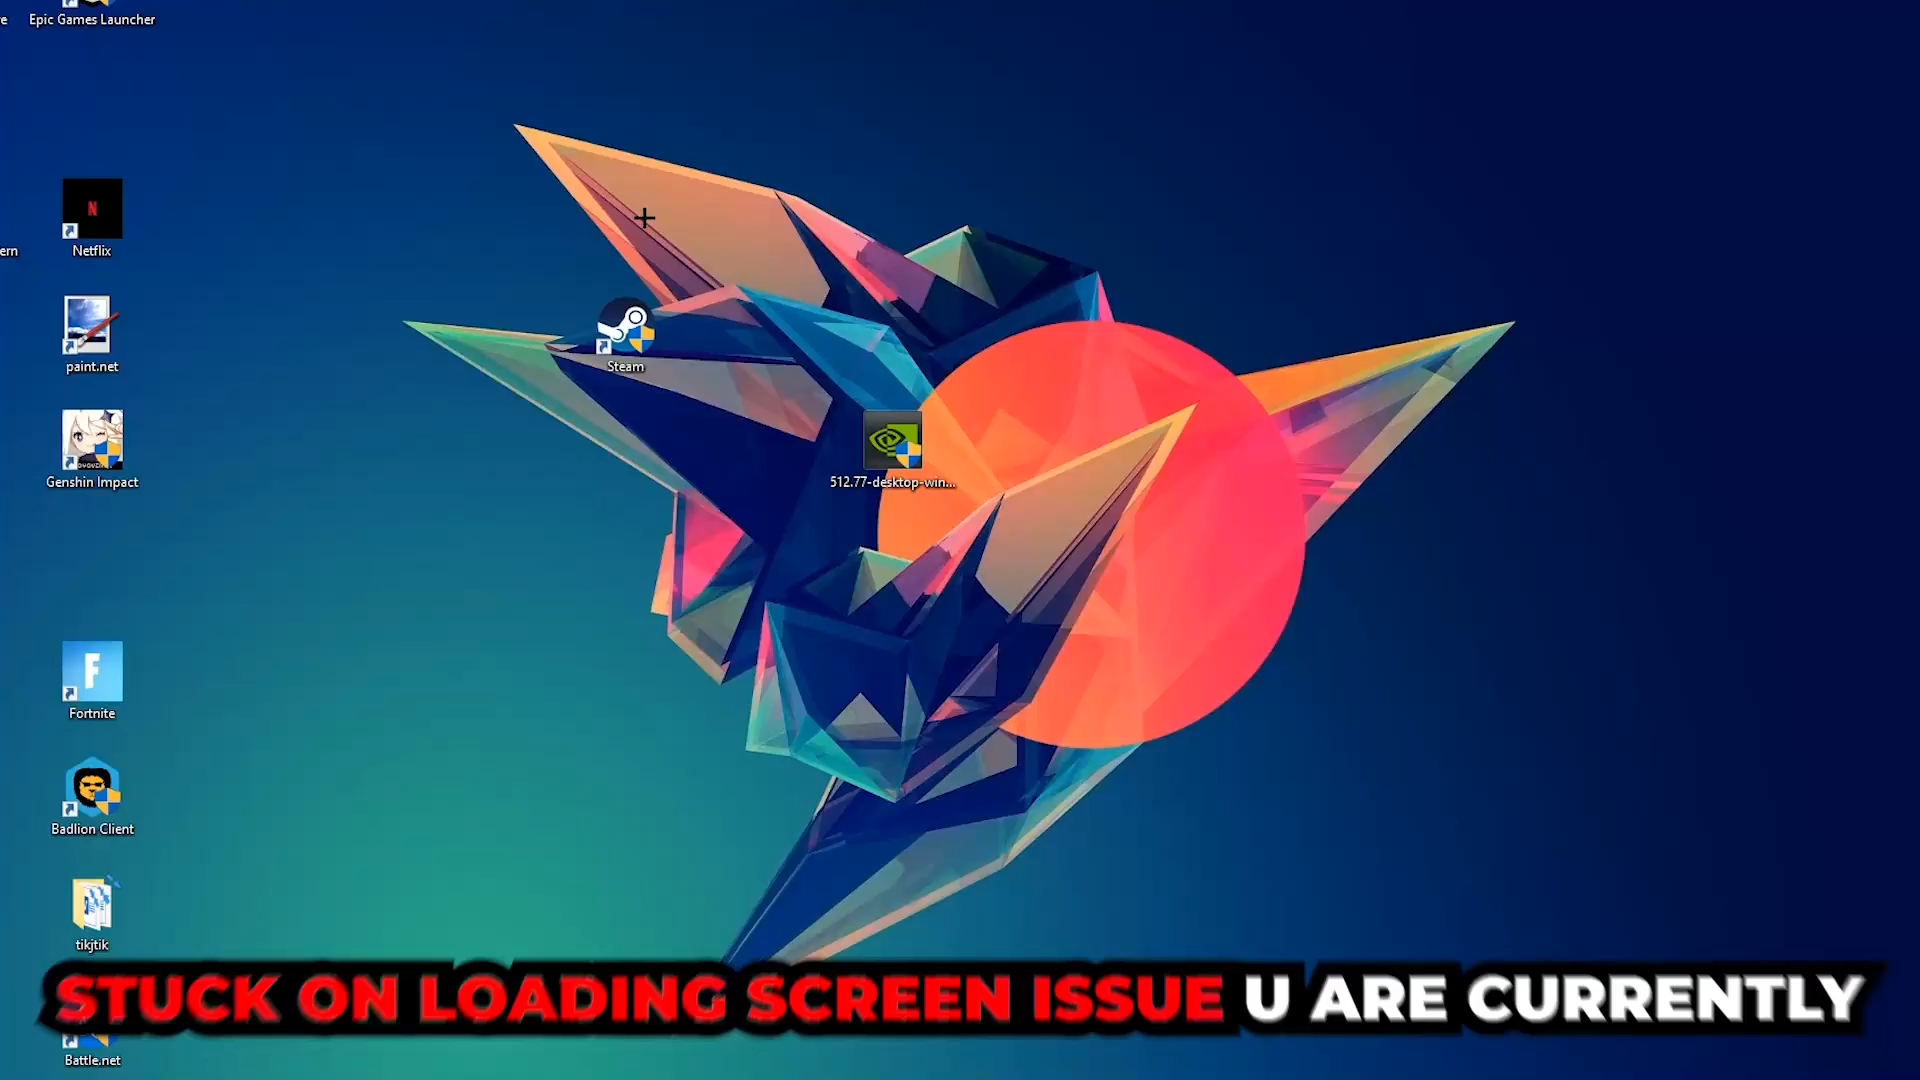 Epic Games Launcher
N
Netflix
ern
paint.net
Steam
Genshin Impact
512.77-desktop-win...
F
Fortnite
Badlion Client
tikjtik
STUCK ON LOADING SCREEN ISSUE U ARE CURRENTLY
Battle.net